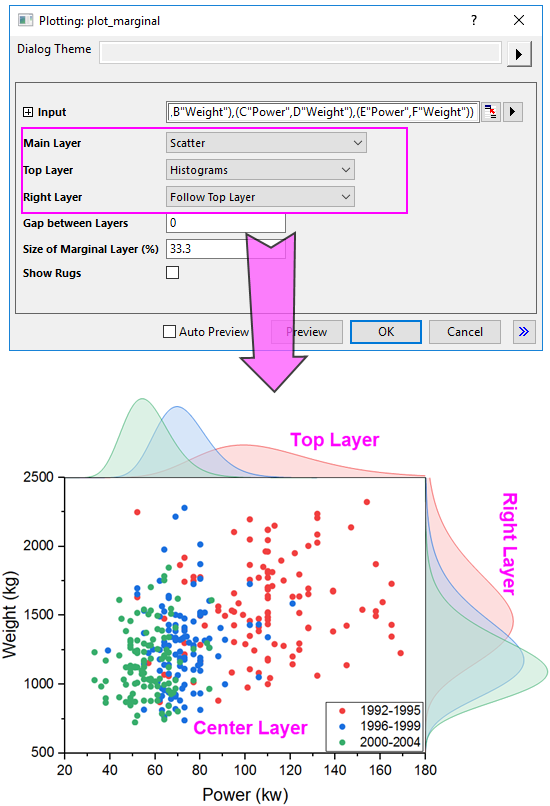 Plotting: plot_marginal
Dialog Theme
Input ,B"Weight"),(C"Power",D"Weight"),(E"Power",F"Weight"))
Main Layer Scatter
Top Layer Histograms
Right Layer Follow Top Layer
Gap between Layers 0
Size of Marginal Layer (%) 33.3
Show Rugs
Auto Preview Preview OK Cancel
Top Layer
Right Layer
2500
2000
1500
1000
500
Weight (kg)
Center Layer
1992-1995
1996-1999
2000-2004
20 40 60 80 100 120 140 160 180
Power (kw)